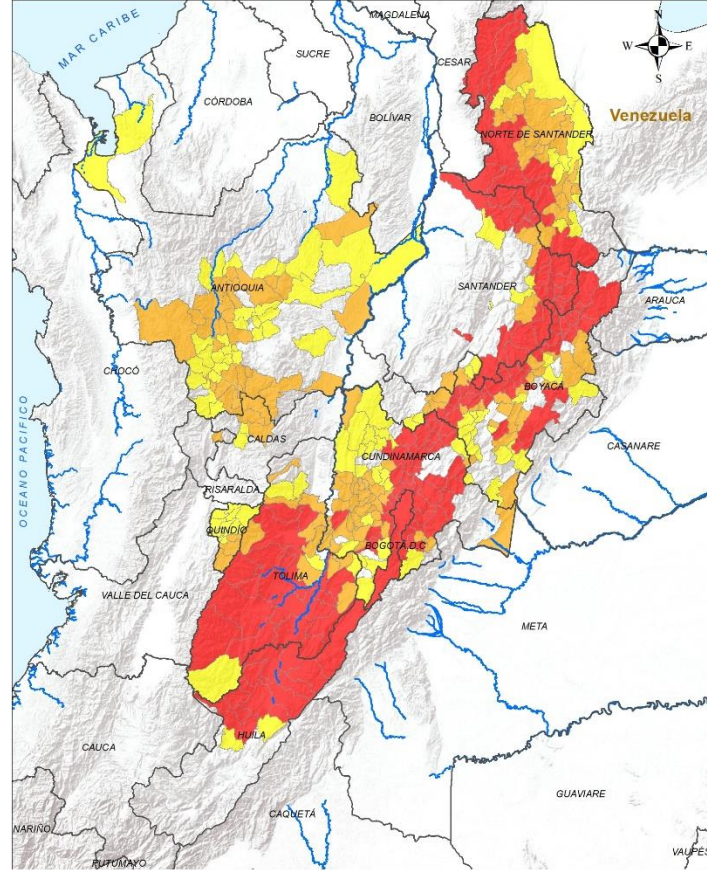 MAGDALENA
N
W E
S
MAR CARIBE
SUCRE
CESAR
CÓRDOBA
BOLÍVAR
Venezuela
NORTE DE SANTANDER
ANTIOQUIA
SANTANDER
ARAUCA
CHOCÓ
BOYACÁ
OCEANO PACIFICO
CALDAS
CUNDINAMARCA
CASANARE
RISARALDA
QUINDÍO
BOGOTÁ,D.C
TOLIMA
VALLE DEL CAUCA
META
HUILA
CAUCA
GUAVIARE
CAQUETÁ
NARIÑO
VAUPÉS
PUTUMAYO